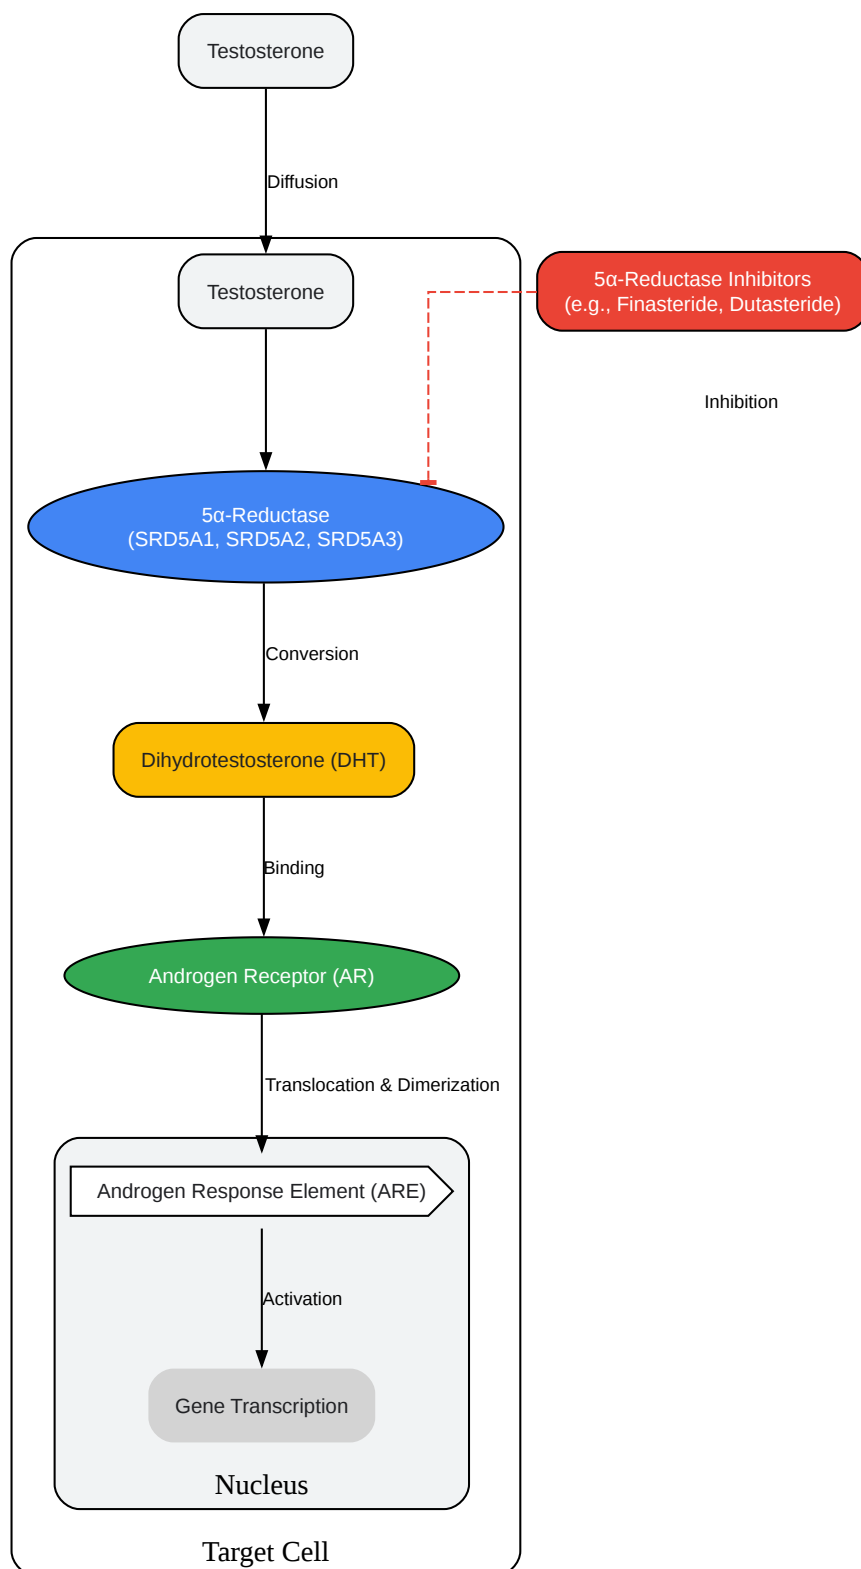 Testosterone
Diffusion
Testosterone
5α-Reductase Inhibitors
(e.g., Finasteride, Dutasteride)
Inhibition
5α-Reductase
(SRD5A1, SRD5A2, SRD5A3)
Conversion
Dihydrotestosterone (DHT)
Binding
Androgen Receptor (AR)
Translocation & Dimerization
Androgen Response Element (ARE)
Activation
Gene Transcription
Nucleus
Target Cell